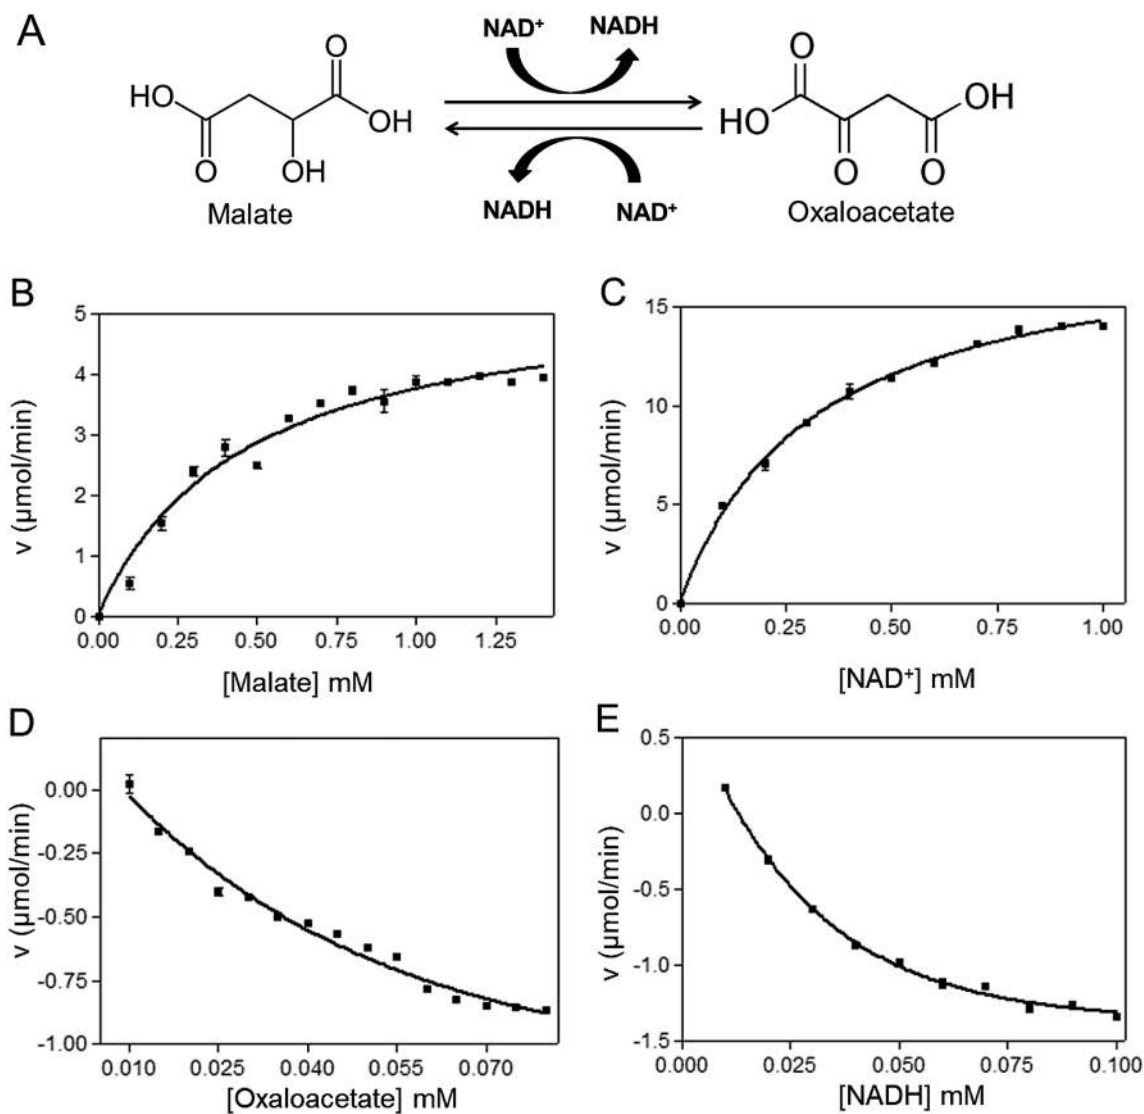 A
NAD⁺ NADH
O
HO
OH
O OH
Malate
NADH NAD⁺
O
OH
HO
O O
Oxaloacetate
B
5
4
3
2
1
0
v (μmol/min)
0.00 0.25 0.50 0.75 1.00 1.25
[Malate] mM
C
15
10
5
0
v (μmol/min)
0.00 0.25 0.50 0.75 1.00
[NAD⁺] mM
D
0.00
-0.25
-0.50
-0.75
-1.00
v (μmol/min)
0.010 0.025 0.040 0.055 0.070
[Oxaloacetate] mM
E
0.5
0.0
-0.5
-1.0
-1.5
v (μmol/min)
0.000 0.025 0.050 0.075 0.100
[NADH] mM